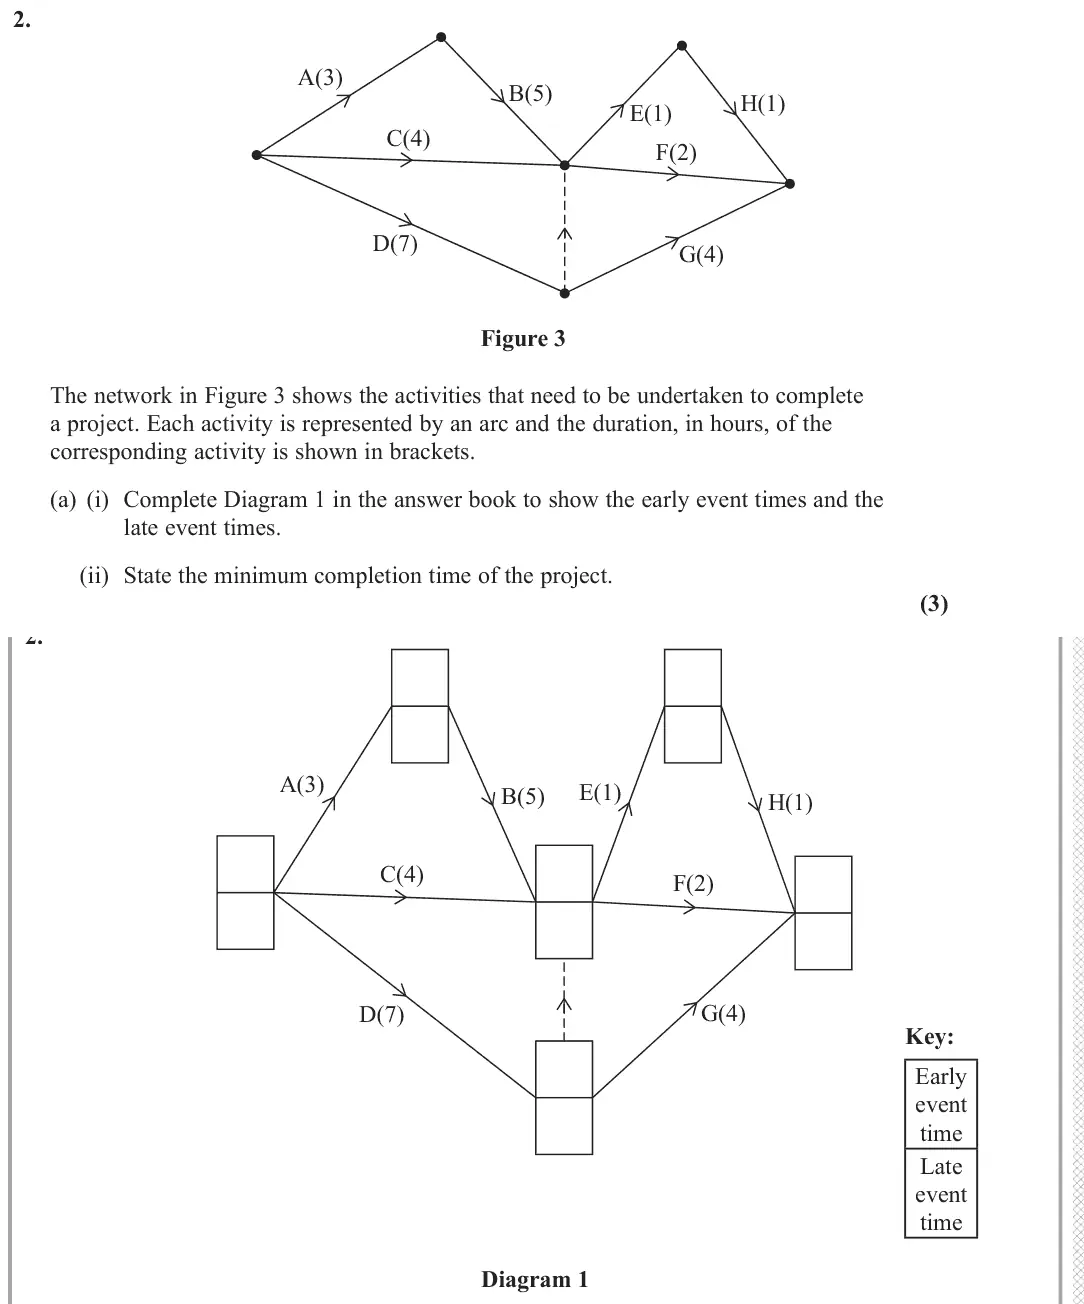 2.
A(3)
B(5)
E(1)
H(1)
C(4)
F(2)
D(7)
G(4)
Figure 3
The network in Figure 3 shows the activities that need to be undertaken to complete
a project. Each activity is represented by an arc and the duration, in hours, of the
corresponding activity is shown in brackets.
(a) (i) Complete Diagram 1 in the answer book to show the early event times and the
late event times.
(ii) State the minimum completion time of the project.
(3)
2.
A(3)
B(5)
E(1)
H(1)
C(4)
F(2)
D(7)
G(4)
Key:
Early
event
time
Late
event
time
Diagram 1